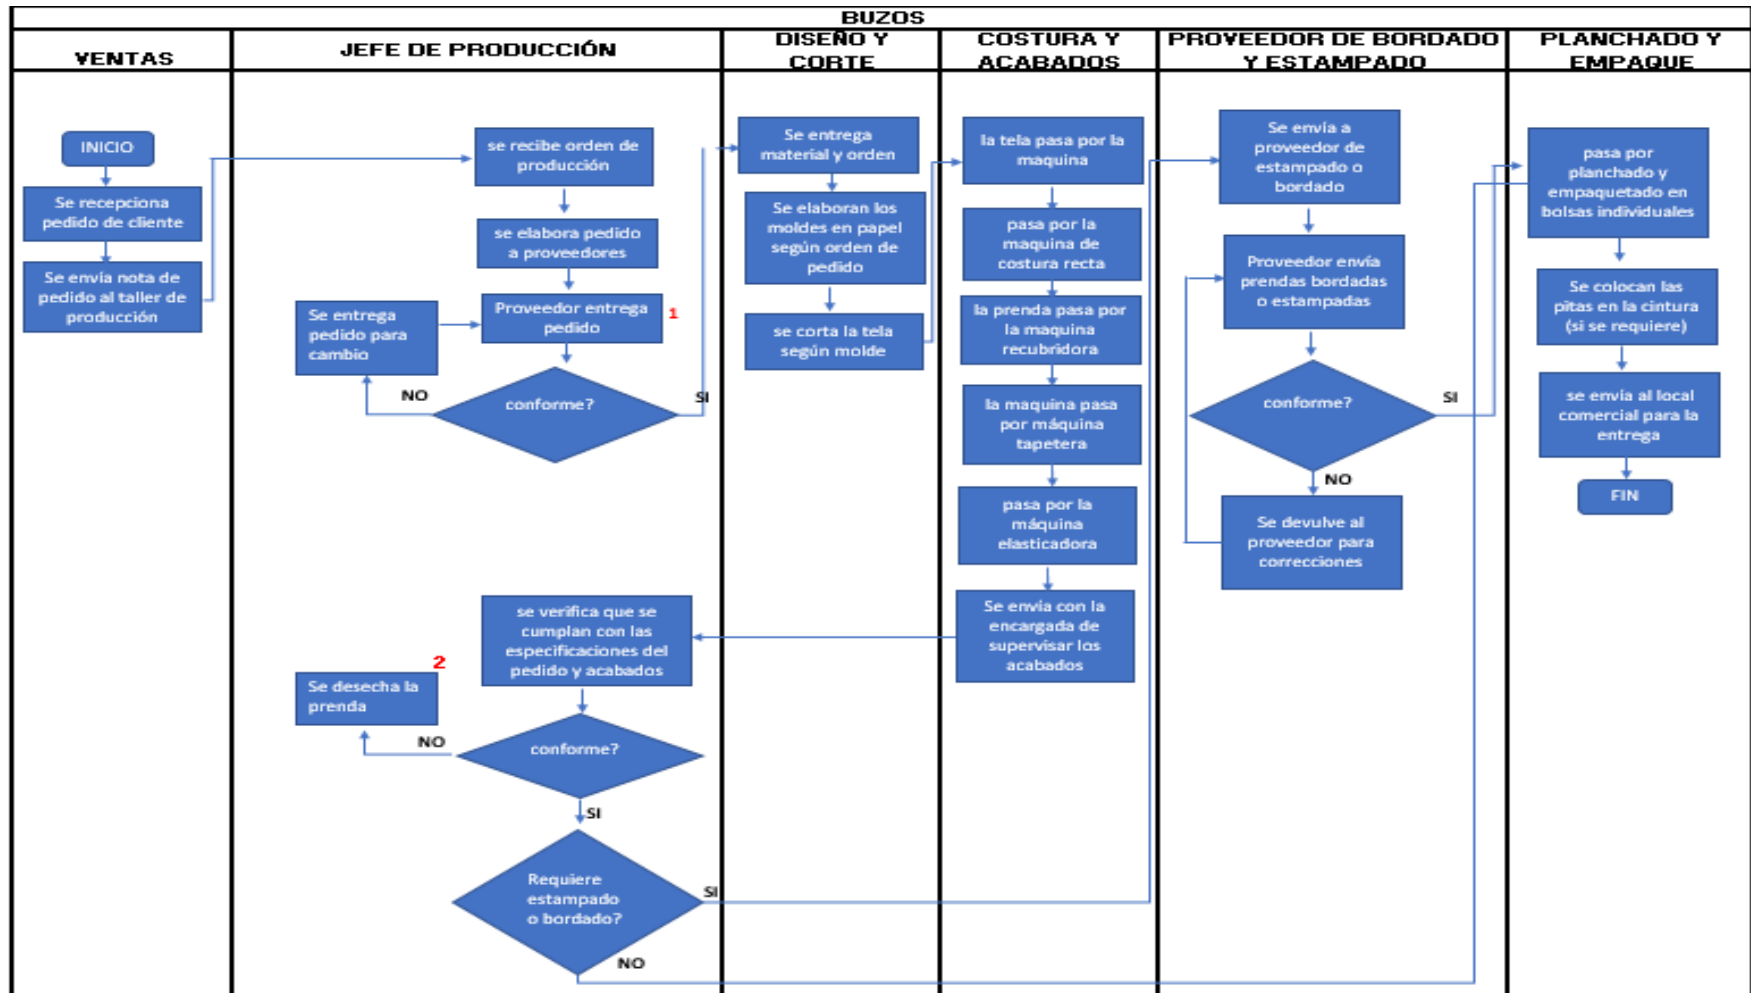 BUZOS
VENTAS
JEFE DE PRODUCCIÓN
DISEÑO Y
CORTE
COSTURA Y
ACABADOS
PROVEEDOR DE BORDADO
Y ESTAMPADO
PLANCHADO Y
EMPAQUE
INICIO
Se recepciona
pedido de cliente
Se envía nota de
pedido al taller de
producción
se recibe orden de
producción
se elabora pedido
a proveedores
Proveedor entrega
pedido
1
Se entrega
pedido para
cambio
NO
conforme?
SI
se verifica que se
cumplan con las
especificaciones del
pedido y acabados
2
Se desecha la
prenda
NO
conforme?
SI
Requiere
estampado
o bordado?
SI
NO
Se entrega
material y orden
Se elaboran los
moldes en papel
según orden de
pedido
se corta la tela
según molde
la tela pasa por la
maquina
pasa por la
maquina de
costura recta
la prenda pasa por
la maquina
recubridora
la maquina pasa
por máquina
tapetera
pasa por la
máquina
elasticadora
Se envía con la
encargada de
supervisar los
acabados
Se envía a
proveedor de
estampado o
bordado
Proveedor envía
prendas bordadas
o estampadas
conforme?
SI
NO
Se devulve al
proveedor para
correcciones
pasa por
planchado y
empaquetado en
bolsas individuales
Se colocan las
pitas en la cintura
(si se requiere)
se envía al local
comercial para la
entrega
FIN